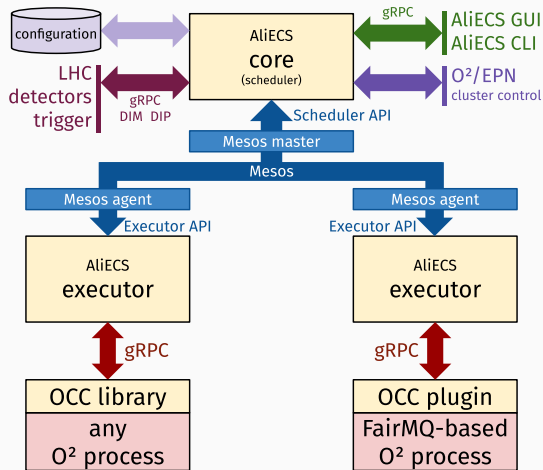 configuration
AliECS
core
(scheduler)
gRPC
AliECS GUI
AliECS CLI
LHC
detectors
trigger
gRPC
DIM DIP
O²/EPN
cluster control
Scheduler API
Mesos master
Mesos
Mesos agent
Mesos agent
Executor API
Executor API
AliECS
executor
AliECS
executor
gRPC
gRPC
OCC library
any
O² process
OCC plugin
FairMQ-based
O² process